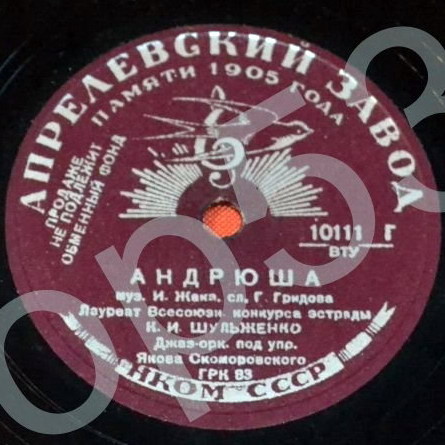 АПРЕЛЕВСКИЙ ЗАВОД
ПАМЯТИ 1905 ГОДА
ПРОДАЖЕ
НЕ ПОДЛЕЖИТ
ОБМЕННЫЙ ФОНД
10111 Г
ВТУ
АНДРЮША
муз. И. Жака, сл. Г. Гридова
Лауреат Всесоюзн. конкурса эстрады
К. И. ШУЛЬЖЕНКО
Джаз-орк. под упр.
Якова Скоморовского
ГРК 83
ЯКОМ СССР